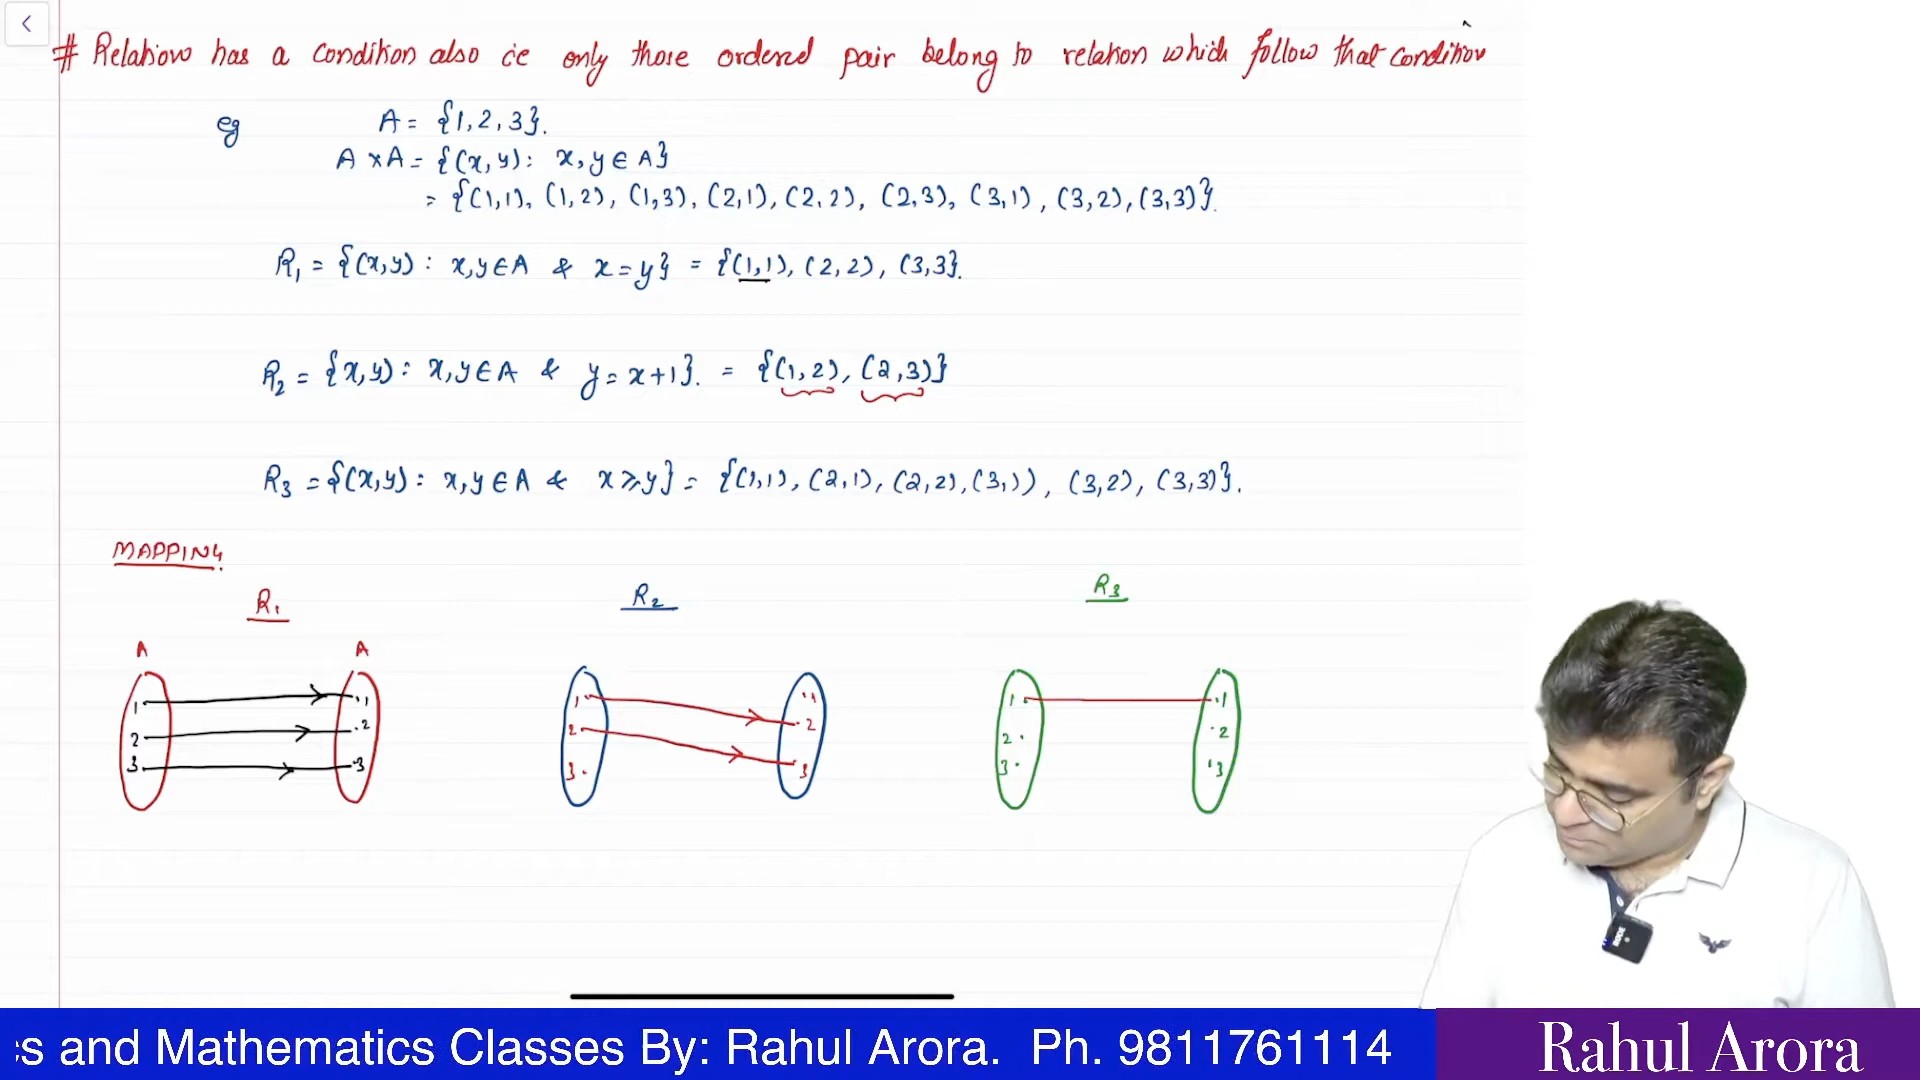 # Relation has a condition also ie only those ordered pair belong to relation which follow that condition
eg A = {1, 2, 3}.
A × A = {(x, y) : x, y ∈ A}
= {(1,1), (1,2), (1,3), (2,1), (2,2), (2,3), (3,1), (3,2), (3,3)}.
R₁ = {(x,y) : x,y ∈ A & x = y} = {(1,1), (2,2), (3,3}.
R₂ = {x,y) : x,y ∈ A & y = x+1}. = {(1,2), (2,3)}
R₃ = {(x,y) : x,y ∈ A & x ⩾ y} = {(1,1), (2,1), (2,2), (3,1), (3,2), (3,3)}.
MAPPING
R₁ R₂ R₃
A A
1 .1 1 .1 1 .1
2 .2 2 .2 2 . .2
3 .3 3 . 3 3 . .3
s and Mathematics Classes By: Rahul Arora. Ph. 9811761114
Rahul Arora